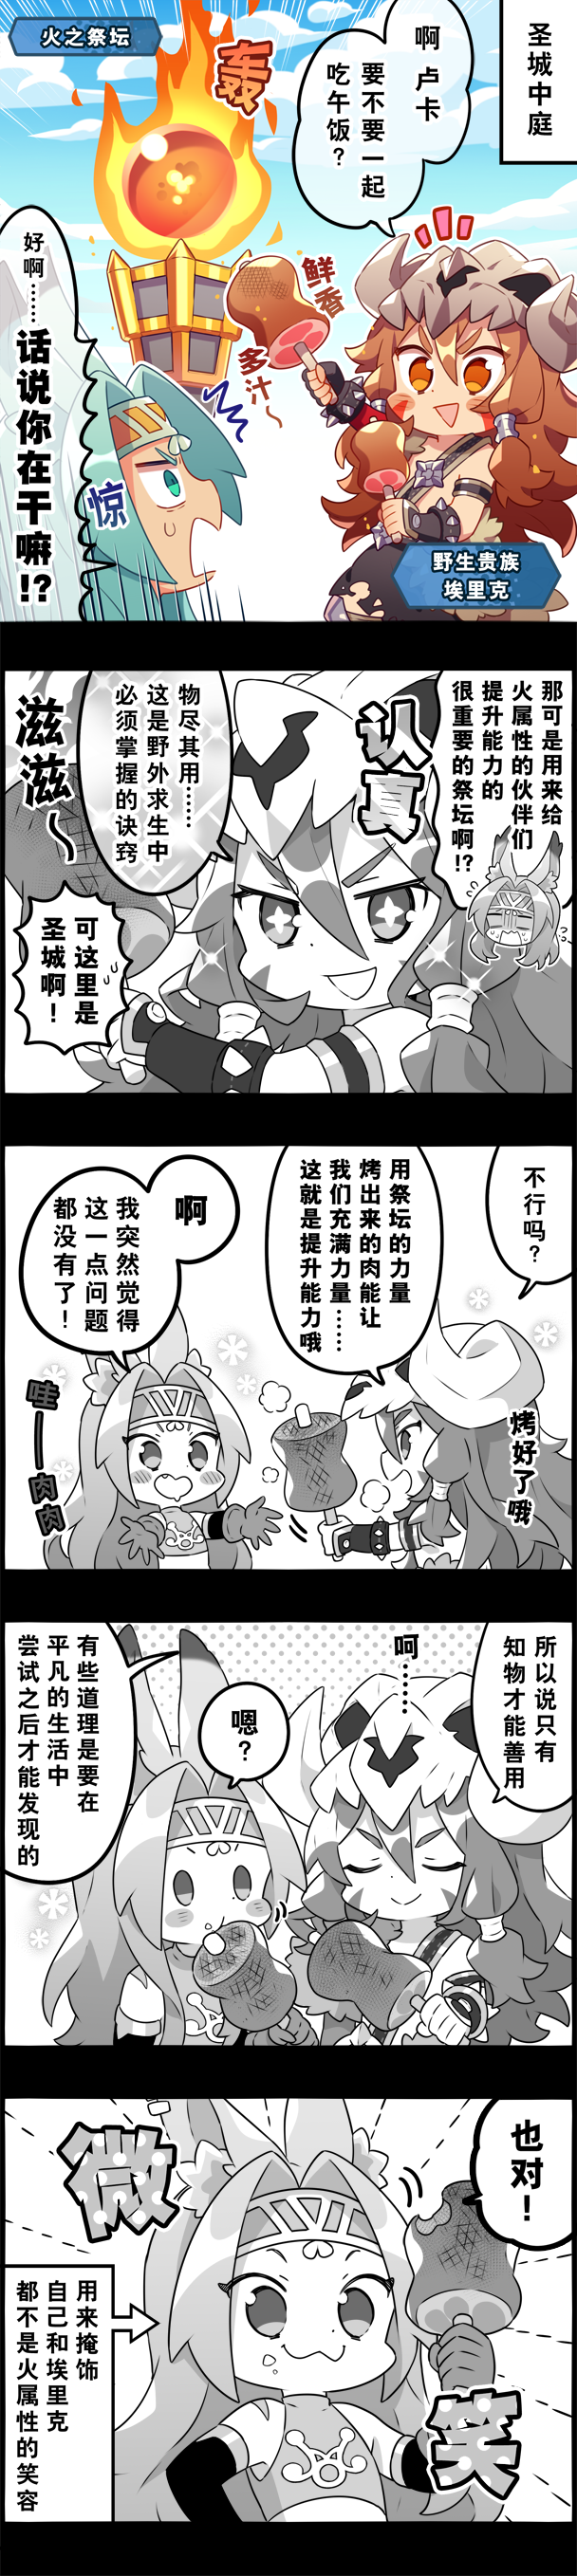 圣城中庭
火之祭坛
轰
啊 卢卡
要不要一起
吃午饭？
鲜香
多汁～
好啊……
话说你在干嘛！？
惊
野生贵族
埃里克
那可是用来给
火属性的伙伴们
提升能力的
很重要的祭坛啊！？
认真
物尽其用……
这是野外求生中
必须掌握的诀窍
滋滋～
可这里是
圣城啊！
不行吗？
用祭坛的力量
烤出来的肉能让
我们充满力量……
这就是提升能力哦
烤好了哦
啊
我突然觉得
这一点问题
都没有了！
哇——肉肉
所以说只有
知物才能善用
呵……
嗯？
有些道理是要在
平凡的生活中
尝试之后才能发现的
也对！
微
笑
用来掩饰
自己和埃里克
都不是火属性的笑容